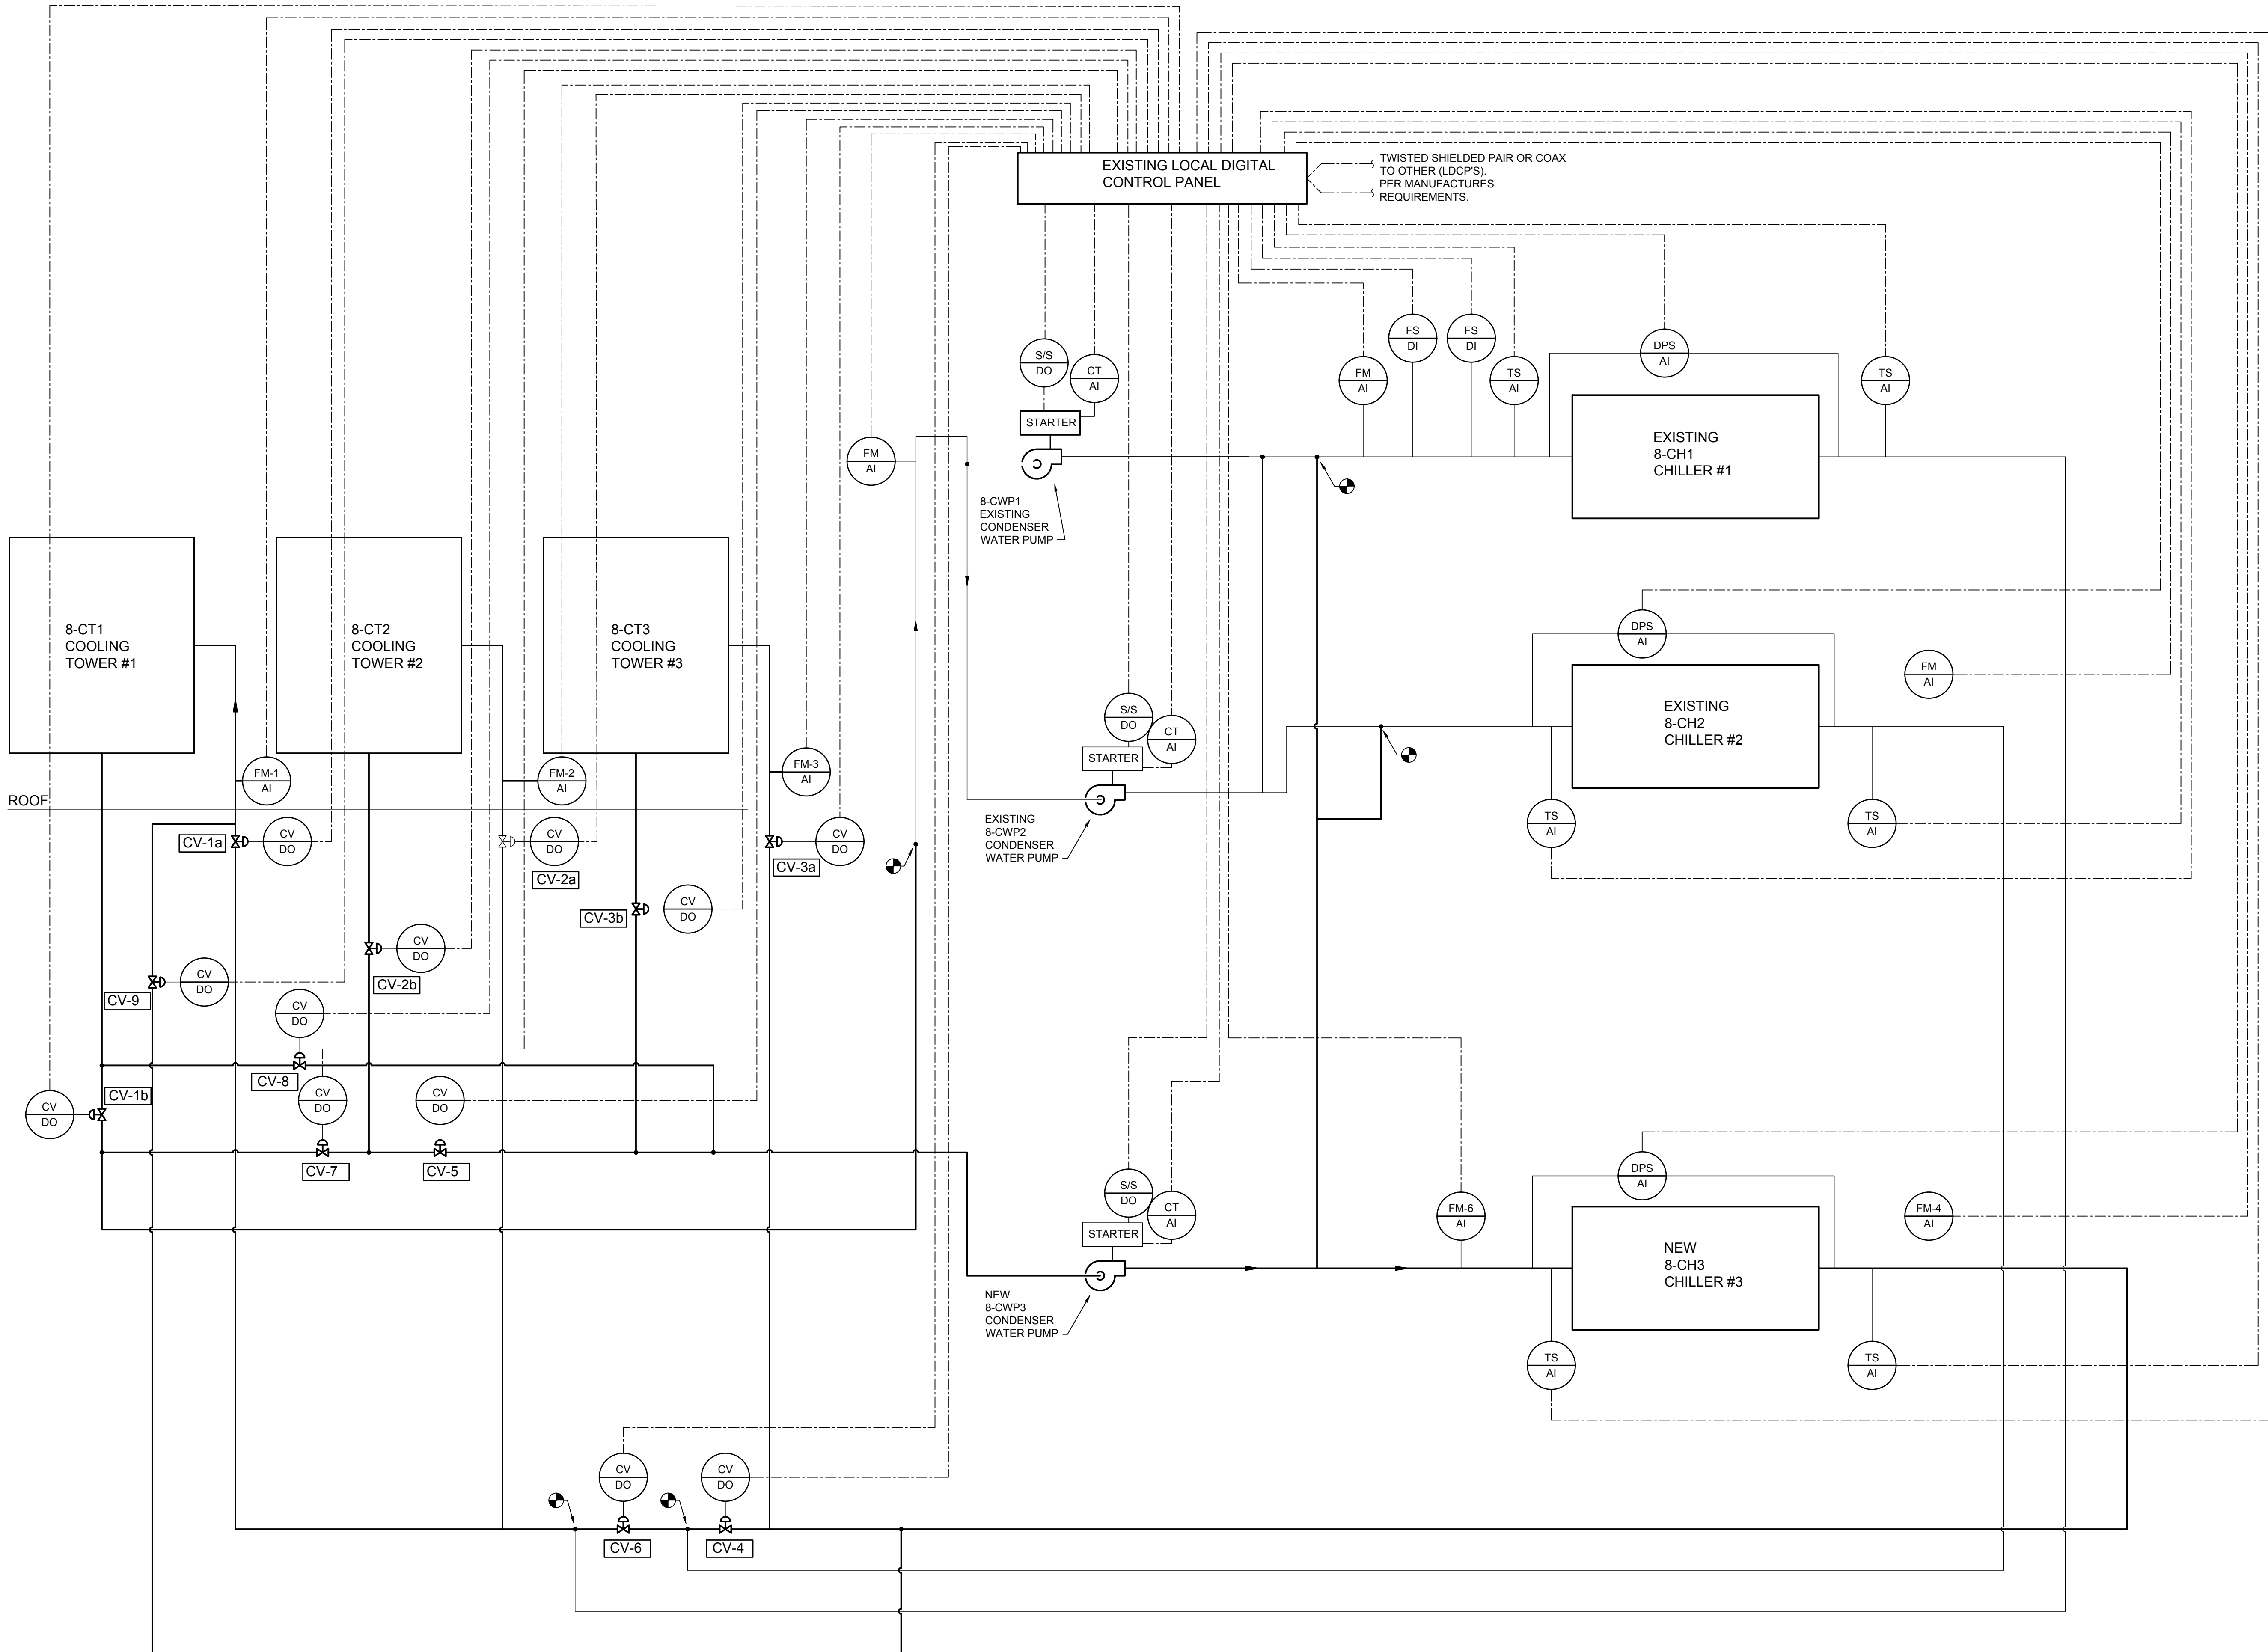 EXISTING LOCAL DIGITAL
CONTROL PANEL
TWISTED SHIELDED PAIR OR COAX
TO OTHER (LDCP'S).
PER MANUFACTURES
REQUIREMENTS.
S/S
DO
CT
AI
STARTER
FM
AI
8-CWP1
EXISTING
CONDENSER
WATER PUMP
FM
AI
FS
DI
FS
DI
TS
AI
DPS
AI
TS
AI
EXISTING
8-CH1
CHILLER #1
8-CT1
COOLING
TOWER #1
8-CT2
COOLING
TOWER #2
8-CT3
COOLING
TOWER #3
DPS
AI
FM
AI
EXISTING
8-CH2
CHILLER #2
TS
AI
TS
AI
S/S
DO
CT
AI
STARTER
EXISTING
8-CWP2
CONDENSER
WATER PUMP
FM-1
AI
FM-2
AI
FM-3
AI
ROOF
CV-1a
CV
DO
CV
DO
CV-2a
CV
DO
CV-3a
CV-3b
CV
DO
CV
DO
CV-2b
CV
DO
CV-9
CV
DO
CV-8
CV-1b
CV
DO
CV
DO
CV-7
CV
DO
CV-5
S/S
DO
CT
AI
STARTER
NEW
8-CWP3
CONDENSER
WATER PUMP
FM-6
AI
DPS
AI
FM-4
AI
NEW
8-CH3
CHILLER #3
TS
AI
TS
AI
CV
DO
CV-6
CV
DO
CV-4